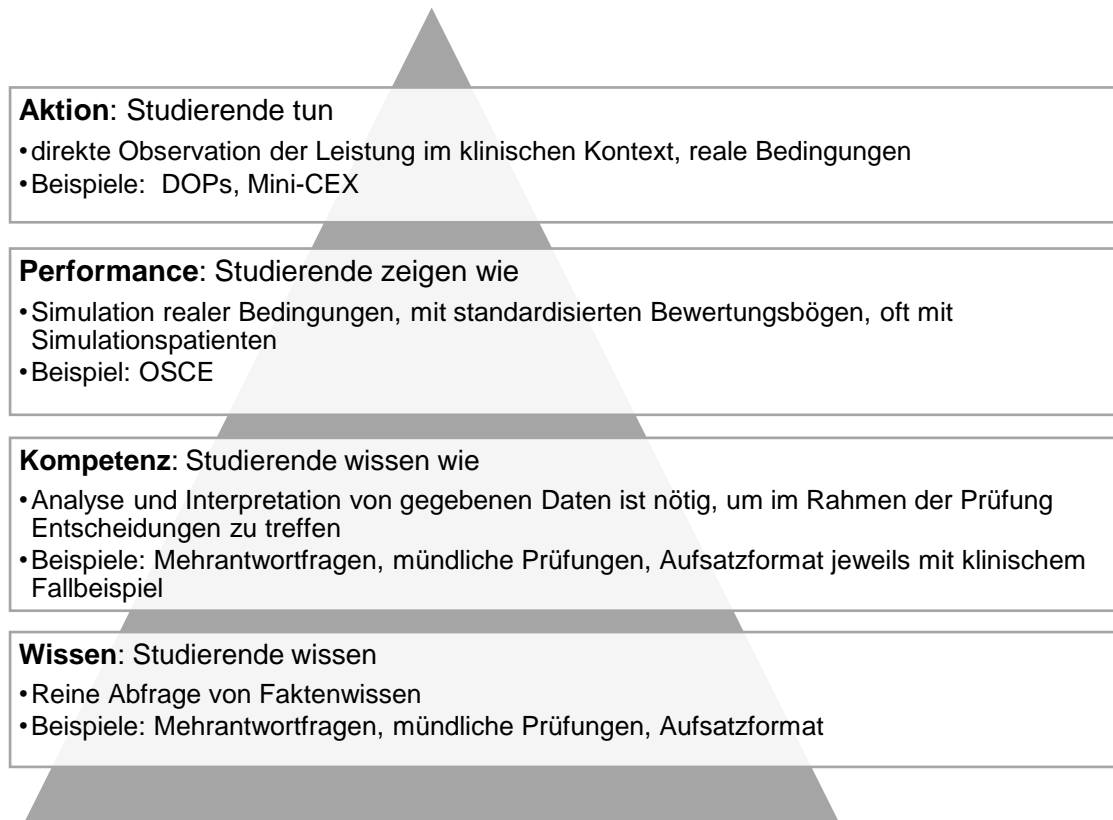 Aktion: Studierende tun
•direkte Observation der Leistung im klinischen Kontext, reale Bedingungen
•Beispiele: DOPs, Mini-CEX
Performance: Studierende zeigen wie
•Simulation realer Bedingungen, mit standardisierten Bewertungsbögen, oft mit
Simulationspatienten
•Beispiel: OSCE
Kompetenz: Studierende wissen wie
•Analyse und Interpretation von gegebenen Daten ist nötig, um im Rahmen der Prüfung
Entscheidungen zu treffen
•Beispiele: Mehrantwortfragen, mündliche Prüfungen, Aufsatzformat jeweils mit klinischem
Fallbeispiel
Wissen: Studierende wissen
•Reine Abfrage von Faktenwissen
•Beispiele: Mehrantwortfragen, mündliche Prüfungen, Aufsatzformat